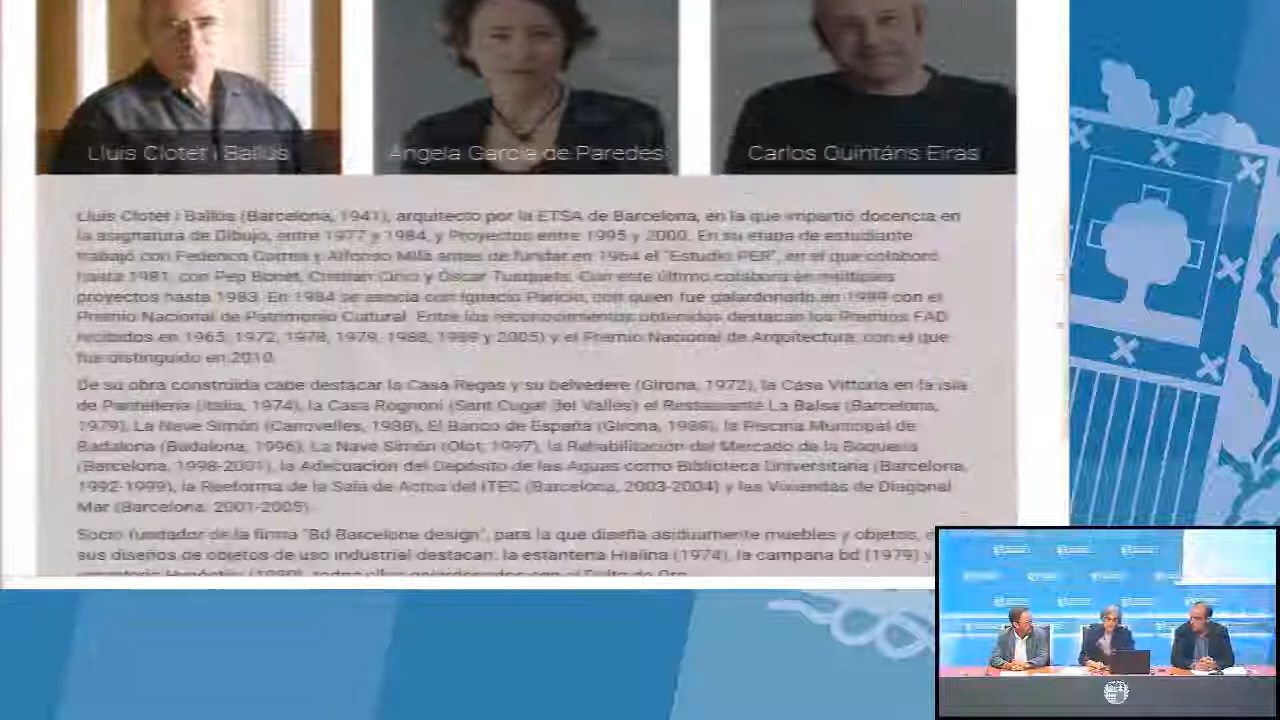 Lluís Clotet i Ballús
Ángela García de Paredes
Carlos Quintáns Eiras
Lluís Clotet i Ballús (Barcelona, 1941), arquitecto por la ETSA de Barcelona, en la que impartió docencia en
la asignatura de Dibujo, entre 1977 y 1984, y Proyectos entre 1995 y 2000. En su etapa de estudiante
trabajó con Federico Correa y Alfonso Milá antes de fundar en 1964 el "Estudio PER", en el que colaboró
hasta 1981, con Pep Bonet, Cristian Cirici y Óscar Tusquets. Con este último colabora en múltiples
proyectos hasta 1983. En 1984 se asocia con Ignacio Paricio, con quien fue galardonado en 1999 con el
Premio Nacional de Patrimonio Cultural. Entre los reconocimientos obtenidos destacan los Premios FAD
recibidos en 1965, 1972, 1978, 1979, 1988, 1989 y 2005) y el Premio Nacional de Arquitectura, con el que
fue distinguido en 2010.
De su obra construida cabe destacar la Casa Regas y su belvedere (Girona, 1972), la Casa Vittoria en la isla
de Pantelleria (Italia, 1974), la Casa Rognoni (Sant Cugat del Vallés) el Restaurante La Balsa (Barcelona,
1979), La Nave Simón (Canovelles, 1988), El Banco de España (Girona, 1989), la Piscina Municipal de
Badalona (Badalona, 1996), La Nave Simón (Olot, 1997), la Rehabilitación del Mercado de la Boquería
(Barcelona, 1998-2001), la Adecuación del Depósito de las Aguas como Biblioteca Universitaria (Barcelona,
1992-1999), la Reeforma de la Sala de Actos del ITEC (Barcelona, 2003-2004) y las Viviendas de Diagonal
Mar (Barcelona, 2001-2005).
Socio fundador de la firma "Bd Barcelona design", para la que diseña asiduamente muebles y objetos, e
sus diseños de objetos de uso industrial destacan: la estantería Hialina (1974), la campana bd (1979) y